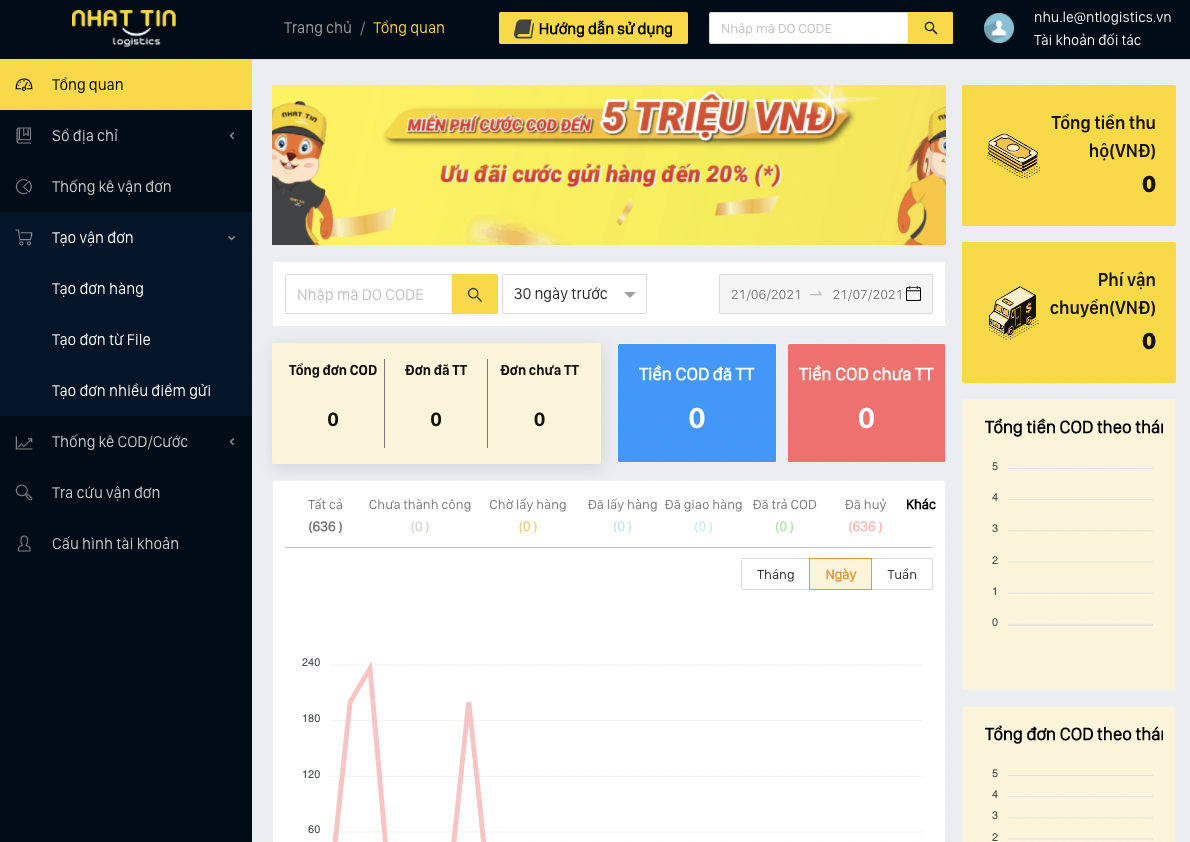 NHAT TIN
logistics
Trang chủ / Tổng quan
Hướng dẫn sử dụng
Nhập mã DO CODE
nhu.le@ntlogistics.vn
Tài khoản đối tác
Tổng quan
Sổ địa chỉ
Thống kê vận đơn
Tạo vận đơn
Tạo đơn hàng
Tạo đơn từ File
Tạo đơn nhiều điểm gửi
Thống kê COD/Cước
Tra cứu vận đơn
Cấu hình tài khoản
NHAT TIN
MIỄN PHÍ CƯỚC COD ĐẾN 5 TRIỆU VNĐ
Ưu đãi cước gửi hàng đến 20% (*)
Nhập mã DO CODE
30 ngày trước
21/06/2021 → 21/07/2021
Tổng đơn COD
0
Đơn đã TT
0
Đơn chưa TT
0
Tiền COD đã TT
0
Tiền COD chưa TT
0
Tất cả Chưa thành công Chờ lấy hàng Đã lấy hàng Đã giao hàng Đã trả COD Đã huỷ Khác
(636 ) (0 ) (0 ) (0 ) (0 ) (0 ) (636 )
Tháng Ngày Tuần
240
180
120
60
Tổng tiền thu
hộ(VNĐ)
0
Phí vận
chuyển(VNĐ)
0
Tổng tiền COD theo thán
5
4
3
2
1
0
Tổng đơn COD theo thán
5
4
3
2